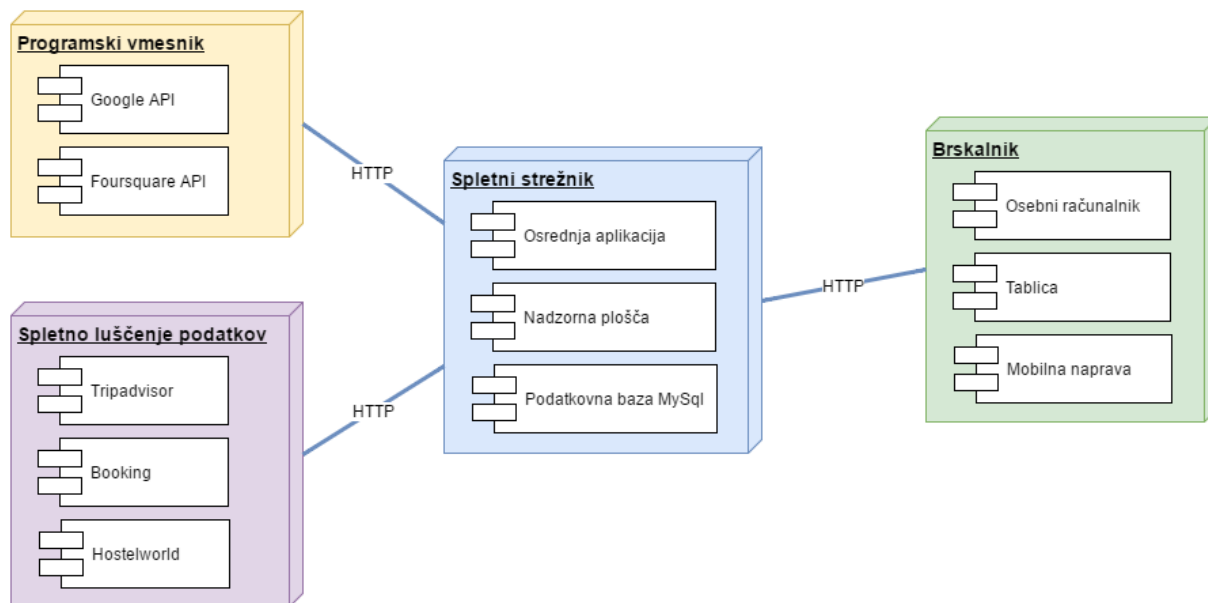 Programski vmesnik
Google API
Foursquare API
HTTP
Spletno luščenje podatkov
Tripadvisor
Booking
Hostelworld
HTTP
Spletni strežnik
Osrednja aplikacija
Nadzorna plošča
Podatkovna baza MySql
HTTP
Brskalnik
Osebni računalnik
Tablica
Mobilna naprava